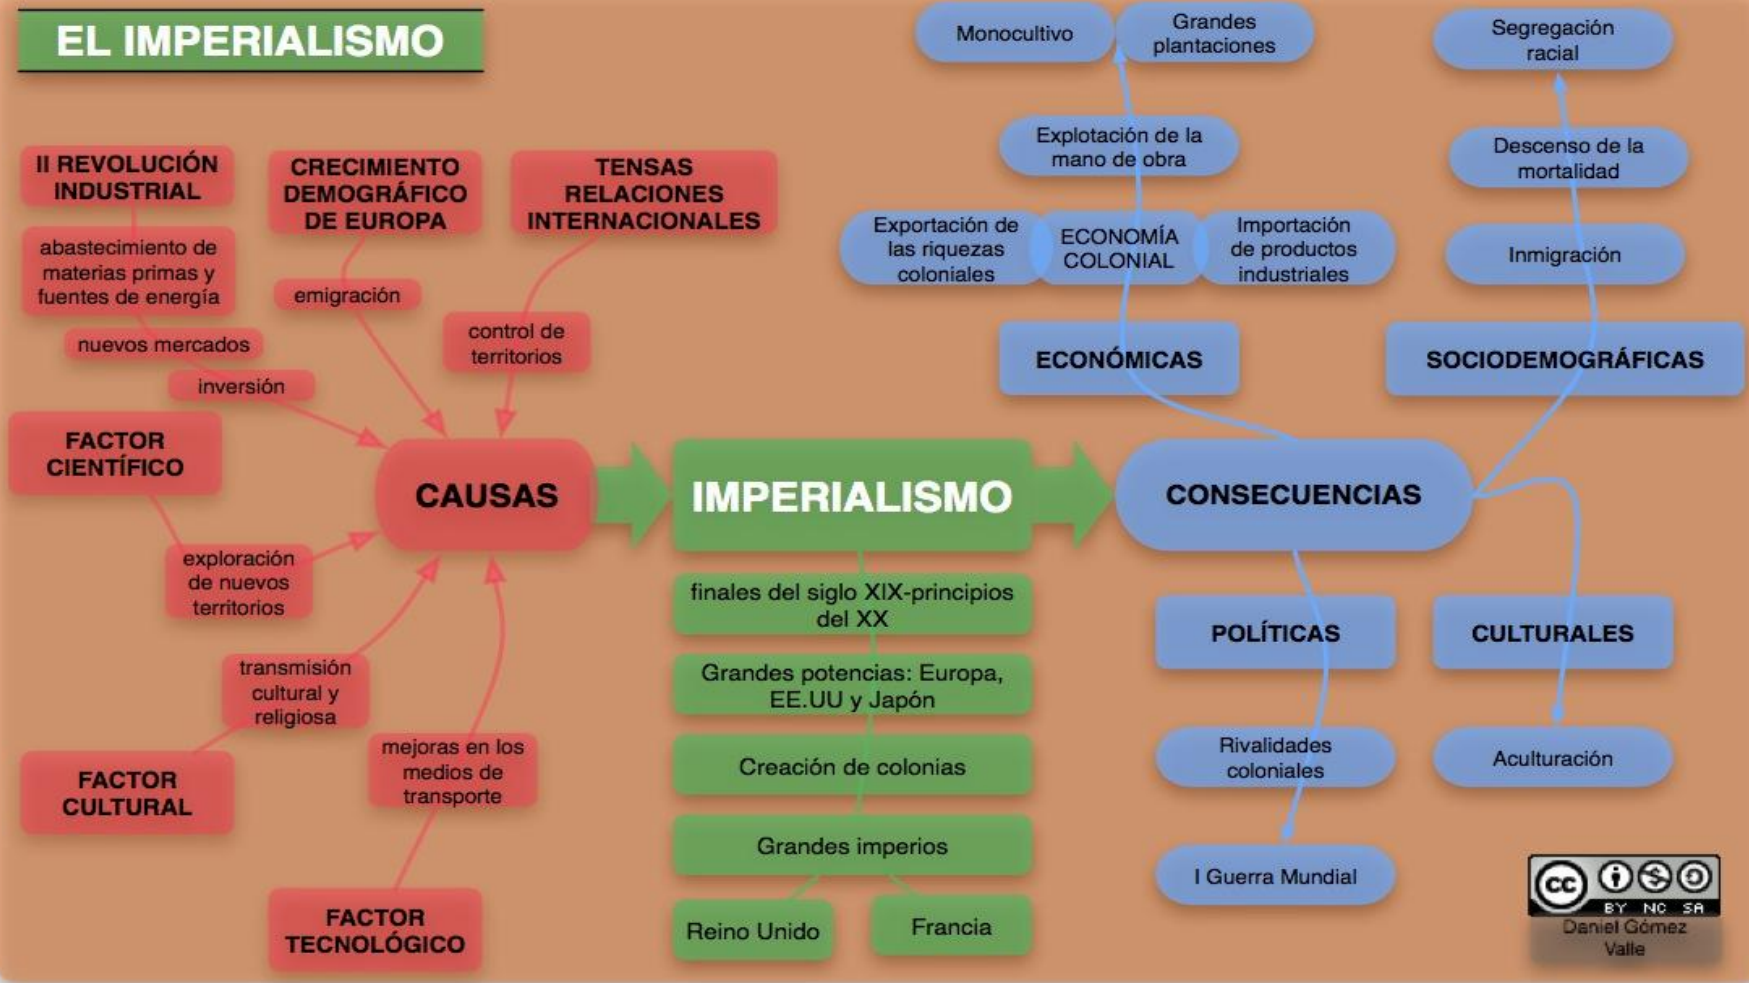 EL IMPERIALISMO
II REVOLUCIÓN
INDUSTRIAL
abastecimiento de
materias primas y
fuentes de energía
nuevos mercados
inversión
CRECIMIENTO
DEMOGRÁFICO
DE EUROPA
emigración
TENSAS
RELACIONES
INTERNACIONALES
control de
territorios
FACTOR
CIENTÍFICO
exploración
de nuevos
territorios
FACTOR
CULTURAL
transmisión
cultural y
religiosa
FACTOR
TECNOLÓGICO
mejoras en los
medios de
transporte
CAUSAS
IMPERIALISMO
finales del siglo XIX-principios
del XX
Grandes potencias: Europa,
EE.UU y Japón
Creación de colonias
Grandes imperios
Reino Unido
Francia
CONSECUENCIAS
ECONÓMICAS
ECONOMÍA
COLONIAL
Exportación de
las riquezas
coloniales
Importación
de productos
industriales
Explotación de la
mano de obra
Monocultivo
Grandes
plantaciones
SOCIODEMOGRÁFICAS
Inmigración
Descenso de la
mortalidad
Segregación
racial
POLÍTICAS
Rivalidades
coloniales
I Guerra Mundial
CULTURALES
Aculturación
cc
BY NC SA
Daniel Gómez
Valle